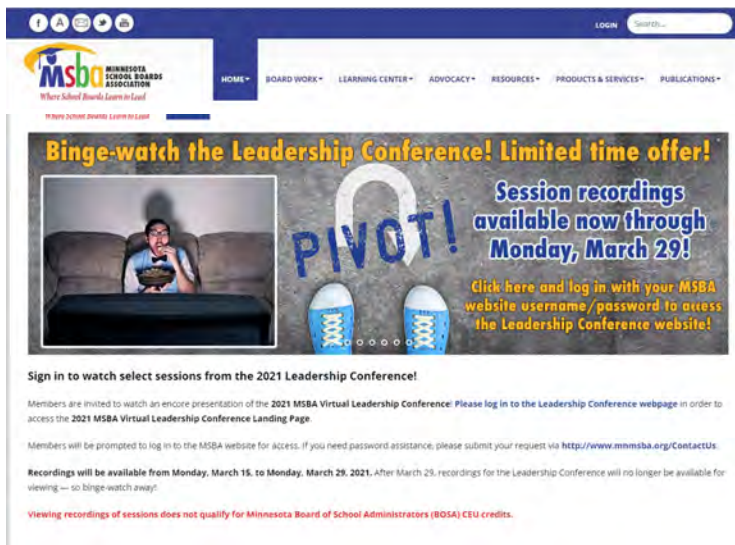 LOGIN Search...
Msba MINNESOTA
SCHOOL BOARDS
ASSOCIATION
Where School Boards Learn to Lead
HOME BOARD WORK LEARNING CENTER ADVOCACY RESOURCES PRODUCTS & SERVICES PUBLICATIONS
Where School Boards Learn to Lead
Binge-watch the Leadership Conference! Limited time offer!
PIVOT!
Session recordings
available now through
Monday, March 29!
Click here and log in with your MSBA
website username/password to access
the Leadership Conference website!
Sign in to watch select sessions from the 2021 Leadership Conference!
Members are invited to watch an encore presentation of the 2021 MSBA Virtual Leadership Conference! Please log in to the Leadership Conference webpage in order to
access the 2021 MSBA Virtual Leadership Conference Landing Page.
Members will be prompted to log in to the MSBA website for access. If you need password assistance, please submit your request via http://www.mnmsba.org/ContactUs.
Recordings will be available from Monday, March 15, to Monday, March 29, 2021. After March 29, recordings for the Leadership Conference will no longer be available for
viewing — so binge-watch away!
Viewing recordings of sessions does not qualify for Minnesota Board of School Administrators (BOSA) CEU credits.